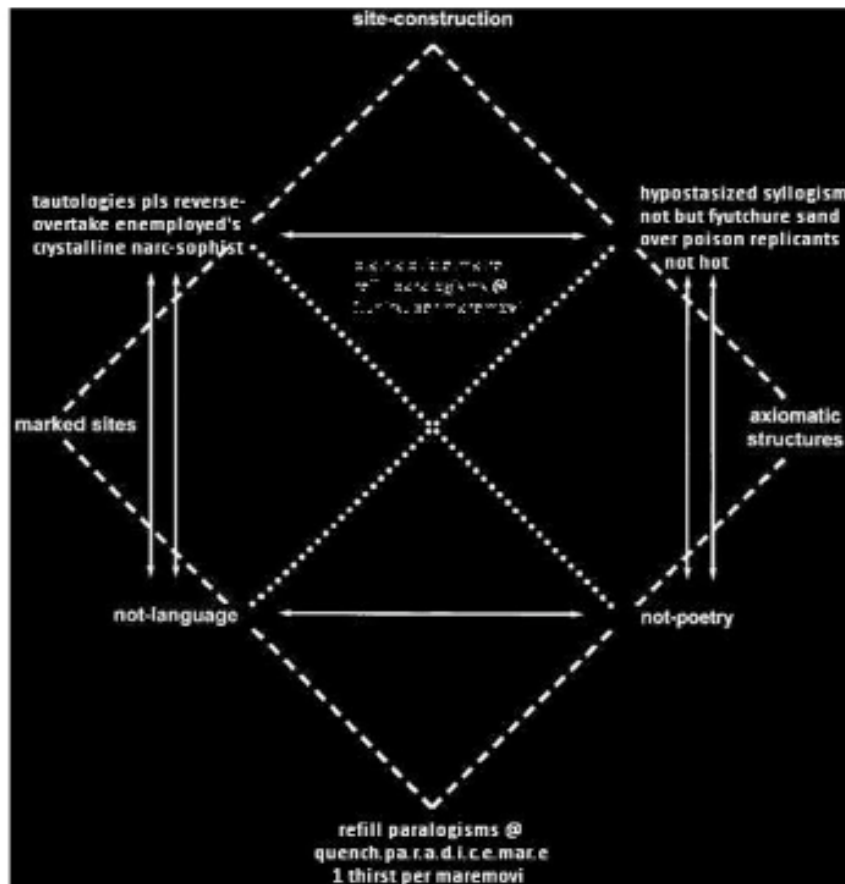 site-construction
tautologies pls reverse-
overtake enemployed's
crystalline narc-sophist
hypostasized syllogism
not but fyutchure sand
over poison replicants
not hot
@
marked sites
axiomatic
structures
not-language
not-poetry
refill paralogisms @
quench.pa.r.a.d.i.c.e.mar.e
1 thirst per maremovi